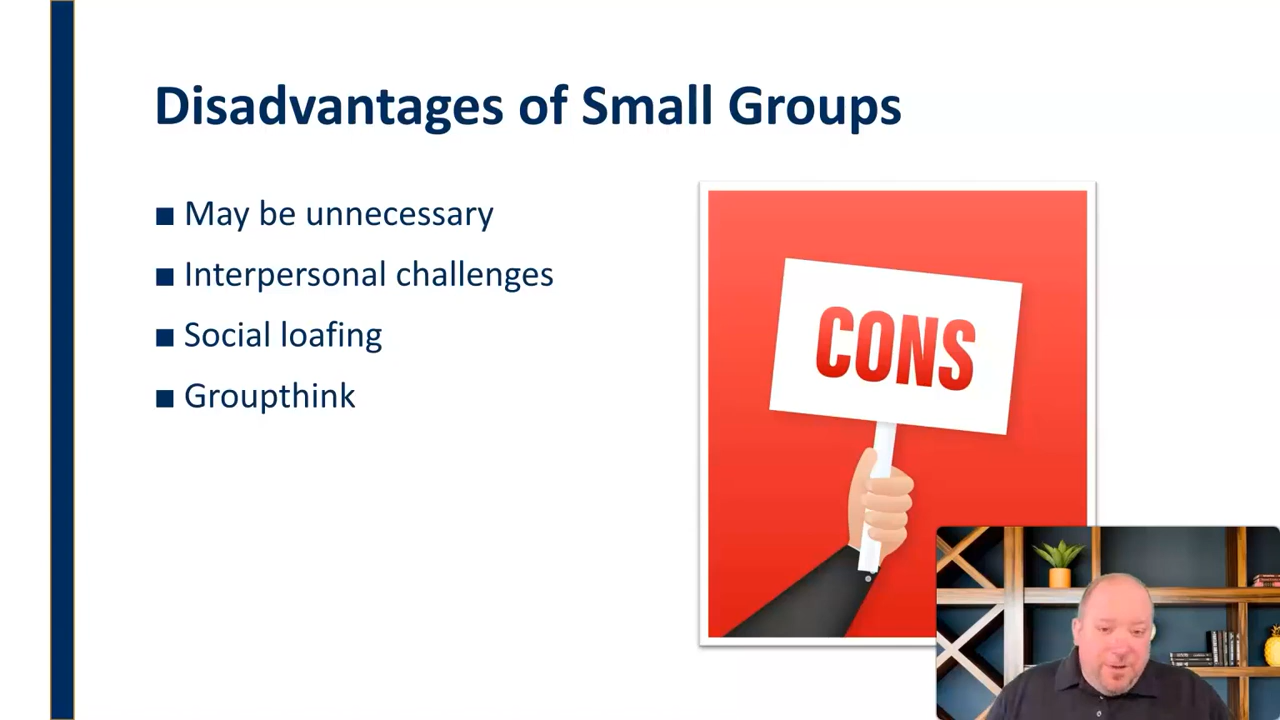 Disadvantages of Small Groups
■ May be unnecessary
■ Interpersonal challenges
■ Social loafing
■ Groupthink
CONS